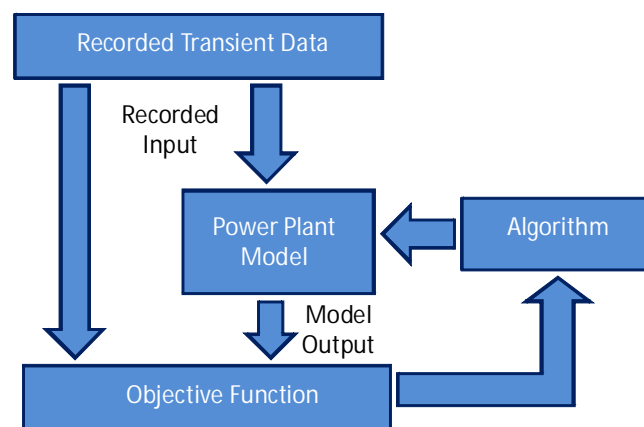 Recorded Transient Data
Recorded
Input
Power Plant
Model
Algorithm
Model
Output
Objective Function